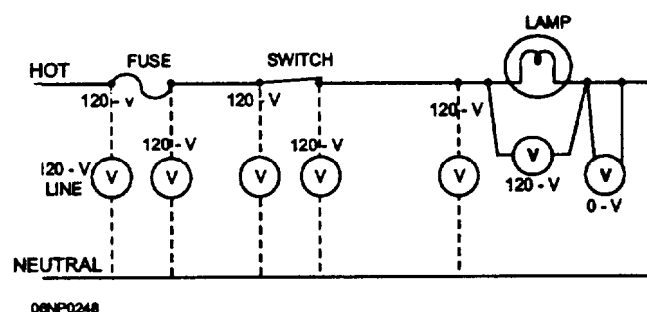 LAMP
FUSE
SWITCH
HOT
120 - V
120 - V
120 - V
120 - V
120 - V
120 - V
LINE
120 - V
0 - V
NEUTRAL
06NP0248